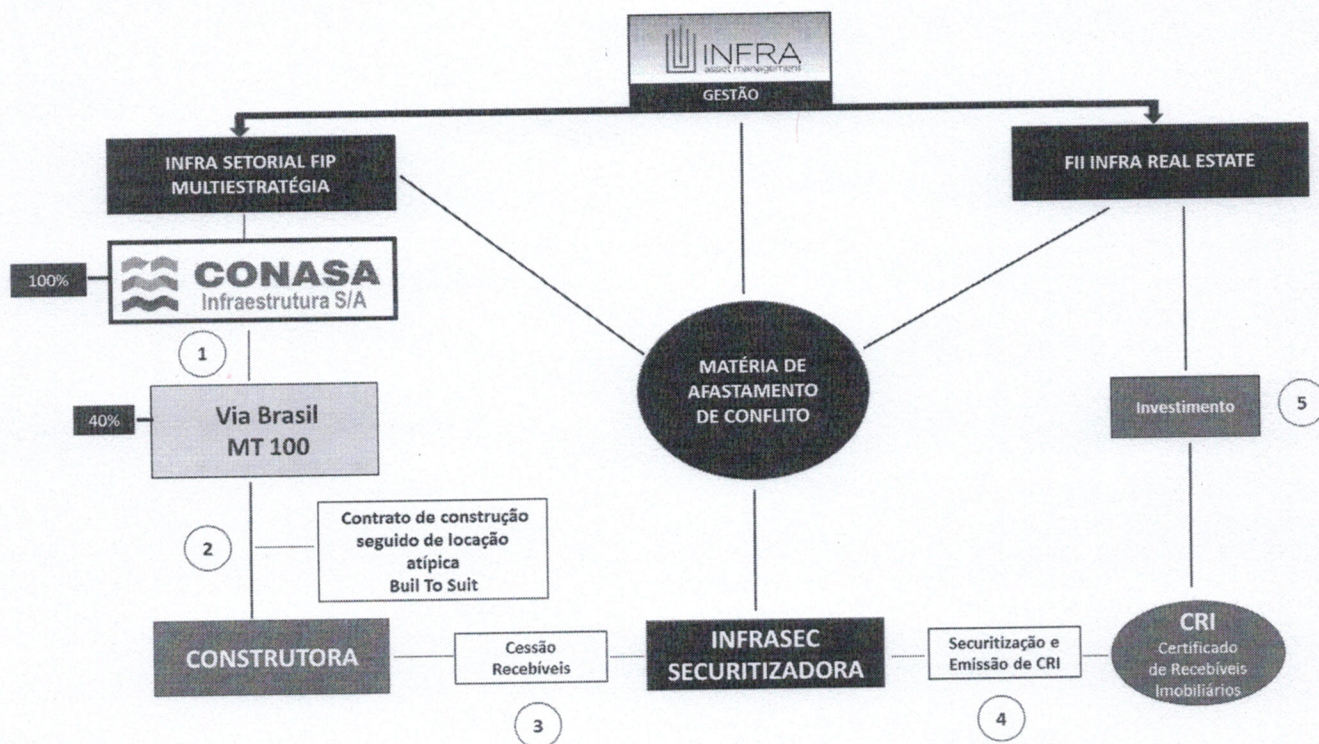 INFRA
asset management
GESTÃO
INFRA SETORIAL FIP
MULTIESTRATÉGIA
FII INFRA REAL ESTATE
100%
CONASA
Infraestrutura S/A
1
40%
Via Brasil
MT 100
MATÉRIA DE
AFASTAMENTO
DE CONFLITO
Investimento
5
2
Contrato de construção
seguido de locação
atípica
Buil To Suit
CONSTRUTORA
Cessão
Recebíveis
3
INFRASEC
SECURITIZADORA
Securitização e
Emissão de CRI
4
CRI
Certificado
de Recebíveis
Imobiliários